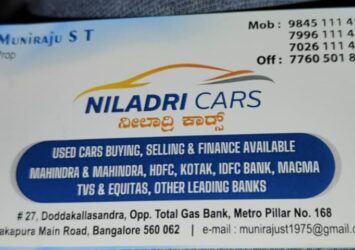 Muniraju S T
Prop
Mob : 9845 111 4
7996 111 4
7026 111 4
Off : 7760 501 8
NILADRI CARS
ನೀಲಾದ್ರಿ ಕಾರ್ಸ್
USED CARS BUYING, SELLING & FINANCE AVAILABLE
MAHINDRA & MAHINDRA, HDFC, KOTAK, IDFC BANK, MAGMA
TVS & EQUITAS, OTHER LEADING BANKS
# 27, Doddakallasandra, Opp. Total Gas Bank, Metro Pillar No. 168
akapura Main Road, Bangalore 560 062 | e-mail : munirajust1975@gmail.